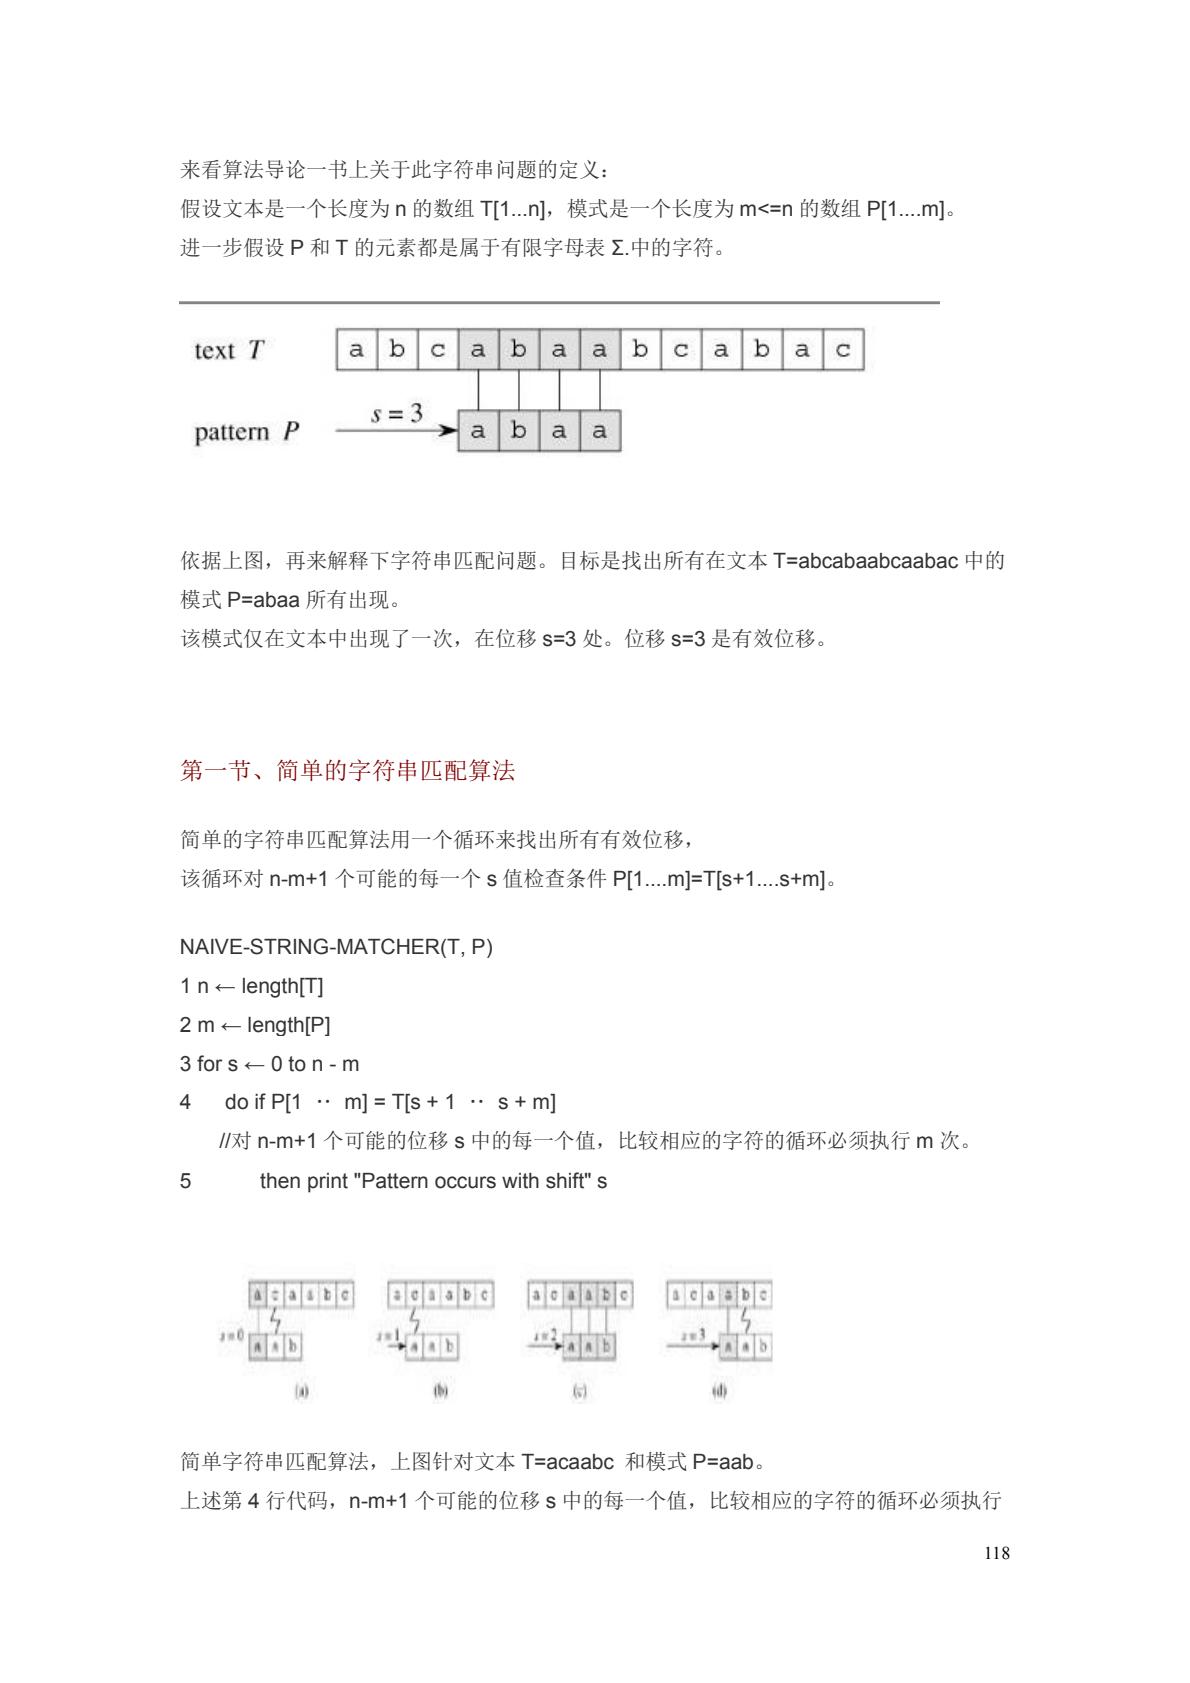 来看算法导论一书上关于此字符串问题的定义：
假设文本是一个长度为 n 的数组 T[1...n]，模式是一个长度为 m<=n 的数组 P[1....m]。
进一步假设 P 和 T 的元素都是属于有限字母表 Σ.中的字符。
text T a b c a b a a b c a b a c
s = 3
pattern P a b a a
依据上图，再来解释下字符串匹配问题。目标是找出所有在文本 T=abcabaabcaabac 中的
模式 P=abaa 所有出现。
该模式仅在文本中出现了一次，在位移 s=3 处。位移 s=3 是有效位移。
第一节、简单的字符串匹配算法
简单的字符串匹配算法用一个循环来找出所有有效位移，
该循环对 n-m+1 个可能的每一个 s 值检查条件 P[1....m]=T[s+1....s+m]。
NAIVE-STRING-MATCHER(T, P)
1 n ← length[T]
2 m ← length[P]
3 for s ← 0 to n - m
4 do if P[1 ‥ m] = T[s + 1 ‥ s + m]
//对 n-m+1 个可能的位移 s 中的每一个值，比较相应的字符的循环必须执行 m 次。
5 then print "Pattern occurs with shift" s
a c a a b c a c a a b c a c a a b c a c a a b c
s=0 s=1 s=2 s=3
a a b a a b a a b a a b
(a) (b) (c) (d)
简单字符串匹配算法，上图针对文本 T=acaabc 和模式 P=aab。
上述第 4 行代码，n-m+1 个可能的位移 s 中的每一个值，比较相应的字符的循环必须执行
118